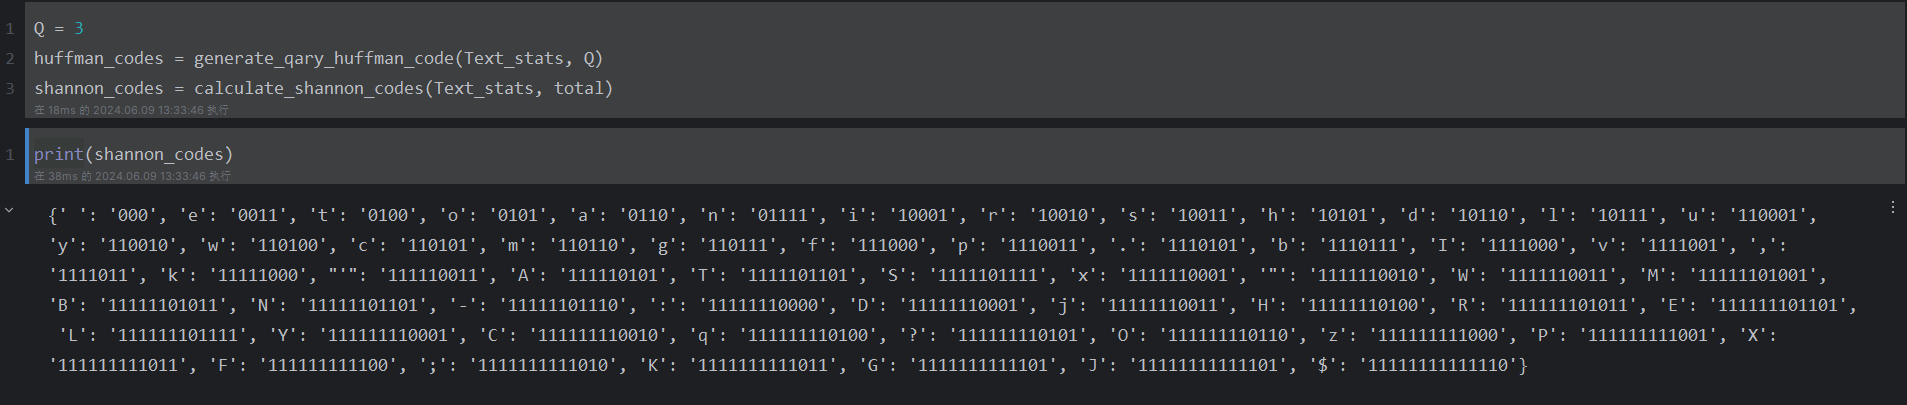 1 Q = 3
2 huffman_codes = generate_qary_huffman_code(Text_stats, Q)
3 shannon_codes = calculate_shannon_codes(Text_stats, total)
在 18ms 的 2024.06.09 13:33:46 执行
1 print(shannon_codes)
在 38ms 的 2024.06.09 13:33:46 执行
{' ': '000', 'e': '0011', 't': '0100', 'o': '0101', 'a': '0110', 'n': '01111', 'i': '10001', 'r': '10010', 's': '10011', 'h': '10101', 'd': '10110', 'l': '10111', 'u': '110001',
'y': '110010', 'w': '110100', 'c': '110101', 'm': '110110', 'g': '110111', 'f': '111000', 'p': '1110011', '.': '1110101', 'b': '1110111', 'I': '1111000', 'v': '1111001', ',':
'1111011', 'k': '11111000', "'": '111110011', 'A': '111110101', 'T': '1111101101', 'S': '1111101111', 'x': '1111110001', '"': '1111110010', 'W': '1111110011', 'M': '11111101001',
'B': '11111101011', 'N': '11111101101', '-': '11111101110', ':': '11111110000', 'D': '11111110001', 'j': '11111110011', 'H': '11111110100', 'R': '111111101011', 'E': '111111101101',
'L': '111111101111', 'Y': '111111110001', 'C': '111111110010', 'q': '111111110100', '?': '111111110101', 'O': '111111110110', 'z': '111111111000', 'P': '111111111001', 'X':
'111111111011', 'F': '111111111100', ';': '1111111111010', 'K': '1111111111011', 'G': '1111111111101', 'J': '11111111111101', '$': '11111111111110'}